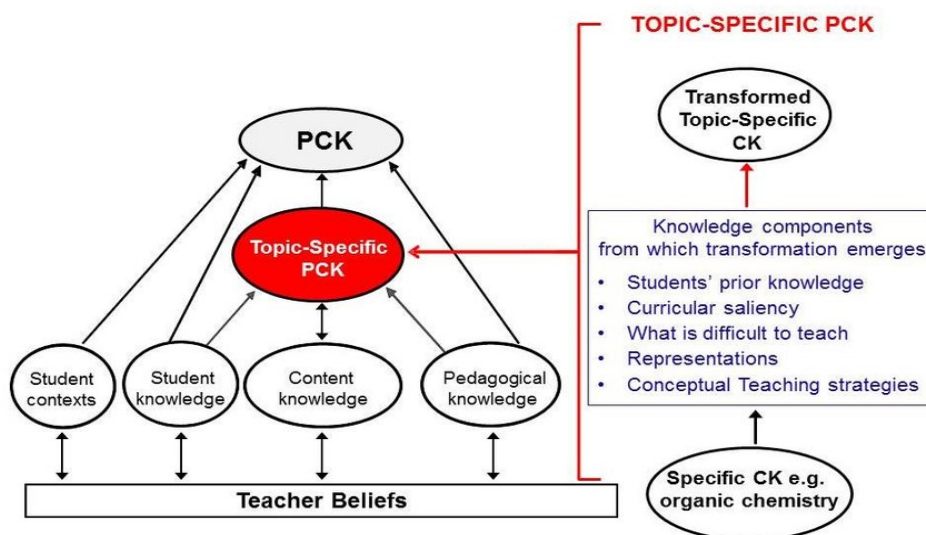 TOPIC-SPECIFIC PCK
PCK
Topic-Specific
PCK
Student
contexts
Student
knowledge
Content
knowledge
Pedagogical
knowledge
Teacher Beliefs
Transformed
Topic-Specific
CK
Knowledge components
from which transformation emerges
• Students' prior knowledge
• Curricular saliency
• What is difficult to teach
• Representations
• Conceptual Teaching strategies
Specific CK e.g.
organic chemistry